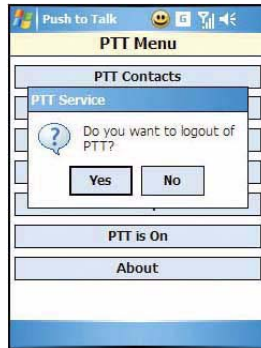 Push to Talk
G
PTT Menu
PTT Contacts
PTT Service
Do you want to logout of
PTT?
Yes
No
PTT is On
About